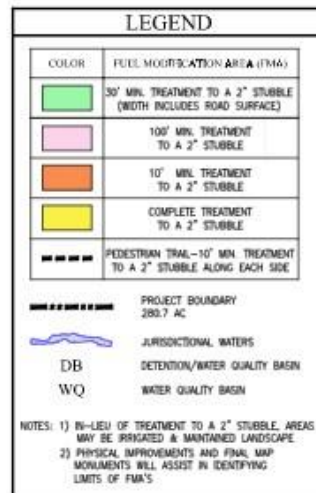 LEGEND
COLOR
FUEL MODIFICATION AREA (FMA)
30' MIN. TREATMENT TO A 2" STUBBLE
(WIDTH INCLUDES ROAD SURFACE)
100' MIN. TREATMENT
TO A 2" STUBBLE
10' MIN. TREATMENT
TO A 2" STUBBLE
COMPLETE TREATMENT
TO A 2" STUBBLE
PEDESTRIAN TRAIL-10' MIN. TREATMENT
TO A 2" STUBBLE ALONG EACH SIDE
PROJECT BOUNDARY
280.7 AC
JURISDICTIONAL WATERS
DB
DETENTION/WATER QUALITY BASIN
WQ
WATER QUALITY BASIN
NOTES: 1) IN-LIEU OF TREATMENT TO A 2" STUBBLE, AREAS
MAY BE IRRIGATED & MAINTAINED LANDSCAPE
2) PHYSICAL IMPROVEMENTS AND FINAL MAP
MONUMENTS WILL ASSIST IN IDENTIFYING
LIMITS OF FMA'S